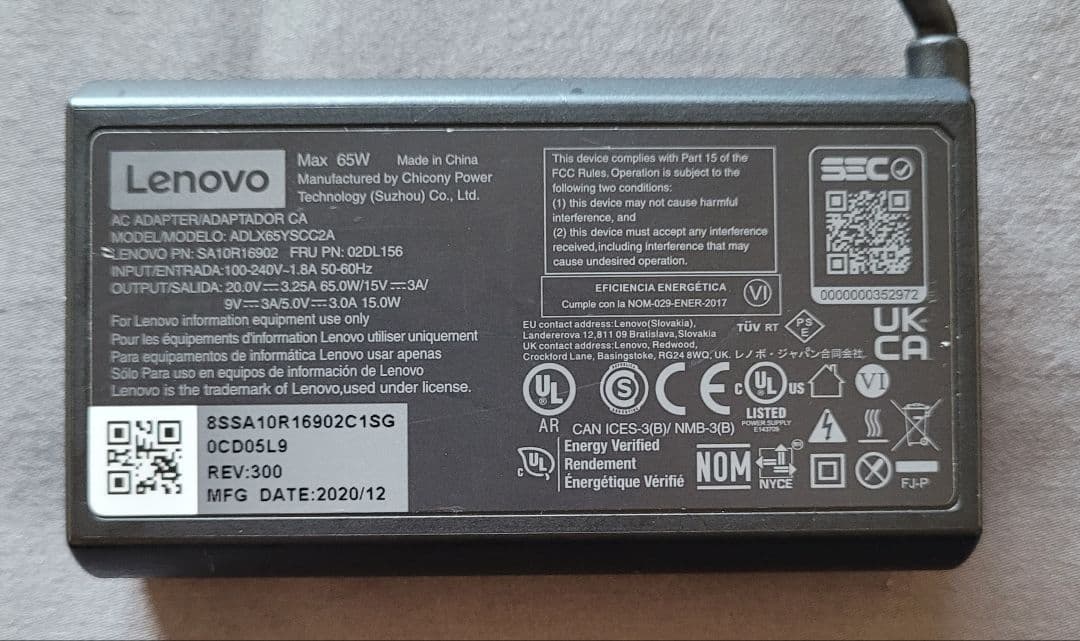 Lenovo
Max 65W Made in China
Manufactured by Chicony Power
Technology (Suzhou) Co., Ltd.
AC ADAPTER/ADAPTADOR CA
MODEL/MODELO: ADLX65YSCC2A
LENOVO PN: SA10R16902 FRU PN: 02DL156
INPUT/ENTRADA:100-240V~1.8A 50-60Hz
OUTPUT/SALIDA: 20.0V⎓3.25A 65.0W/15V⎓3A/
9V⎓3A/5.0V⎓3.0A 15.0W
For Lenovo information equipment use only
Pour les équipements d'information Lenovo utiliser uniquement
Para equipamentos de informática Lenovo usar apenas
Sólo Para uso en equipos de información de Lenovo
Lenovo is the trademark of Lenovo,used under license.
8SSA10R16902C1SG
0CD05L9
REV:300
MFG DATE:2020/12
This device complies with Part 15 of the
FCC Rules. Operation is subject to the
following two conditions:
(1) this device may not cause harmful
interference, and
(2) this device must accept any interference
received,including interference that may
cause undesired operation.
EFICIENCIA ENERGÉTICA
Cumple con la NOM-029-ENER-2017
VI
SEC
0000000352972
EU contact address:Lenovo(Slovakia),
Landererova 12,811 09 Bratislava,Slovakia
UK contact address:Lenovo, Redwood,
Crockford Lane, Basingstoke, RG24 8WQ, UK. レノボ・ジャパン合同会社
TÜV RT
PS
E
UK
CA
UL
AR
S
CE
c UL US
LISTED
POWER SUPPLY
E143709
VI
CAN ICES-3(B)/ NMB-3(B)
UL
Energy Verified
Rendement
Énergétique Vérifié
NOM
NYCE
FJ-P